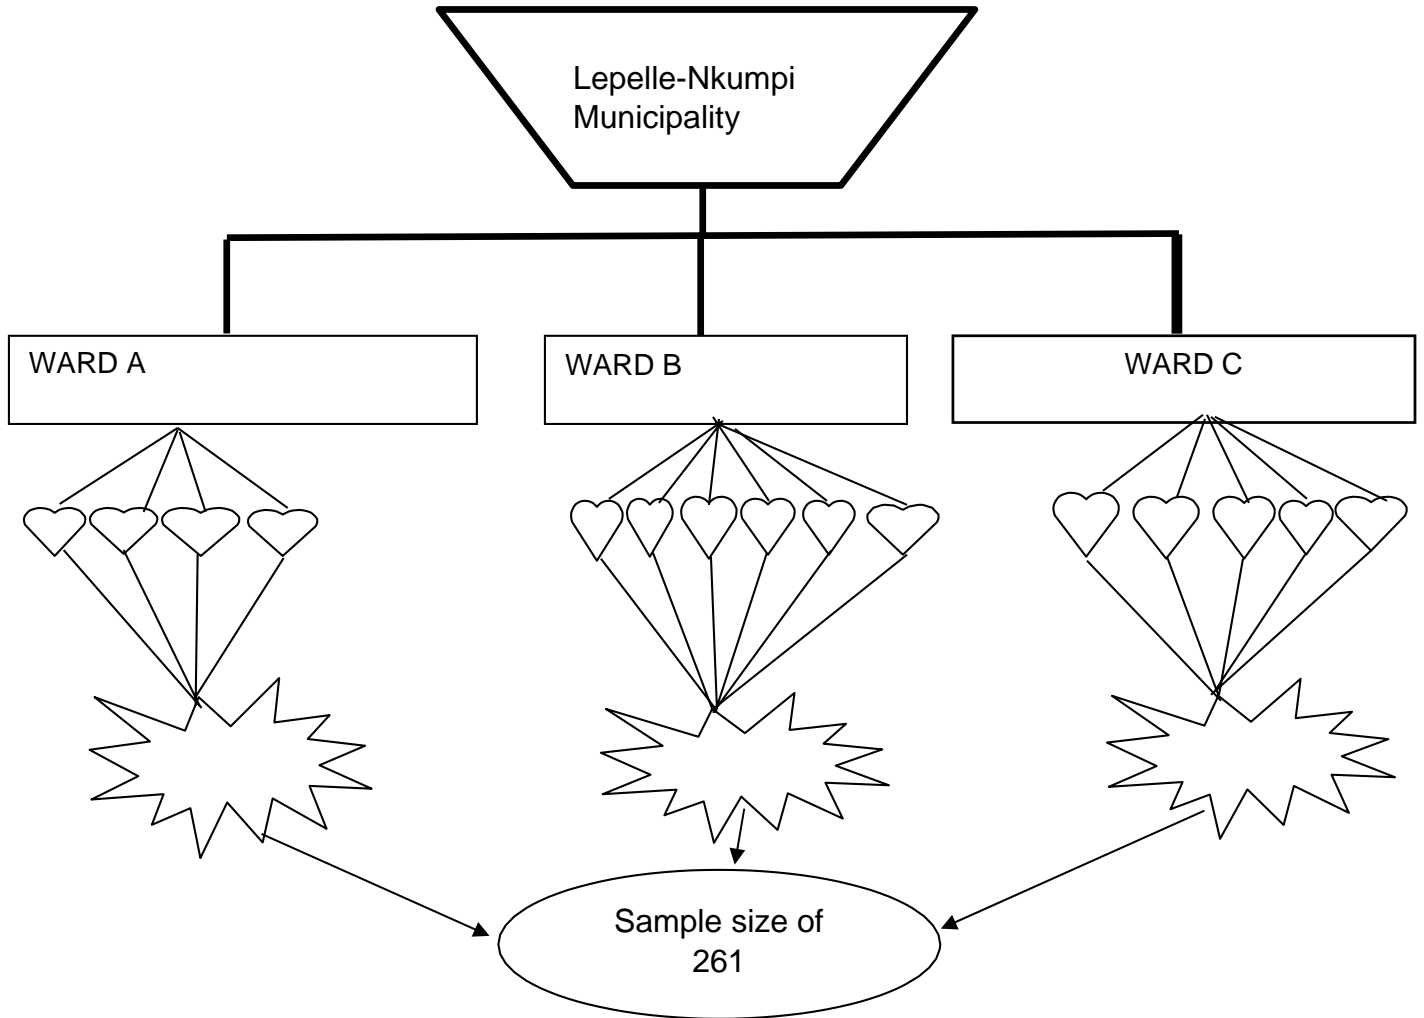 Lepelle-Nkumpi
Municipality
WARD A
WARD B
WARD C
Sample size of
261